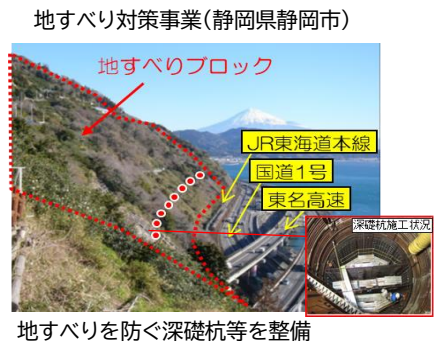 地すべり対策事業(静岡県静岡市)
地すべりブロック
JR東海道本線
国道1号
東名高速
深礎杭施工状況
地すべりを防ぐ深礎杭等を整備